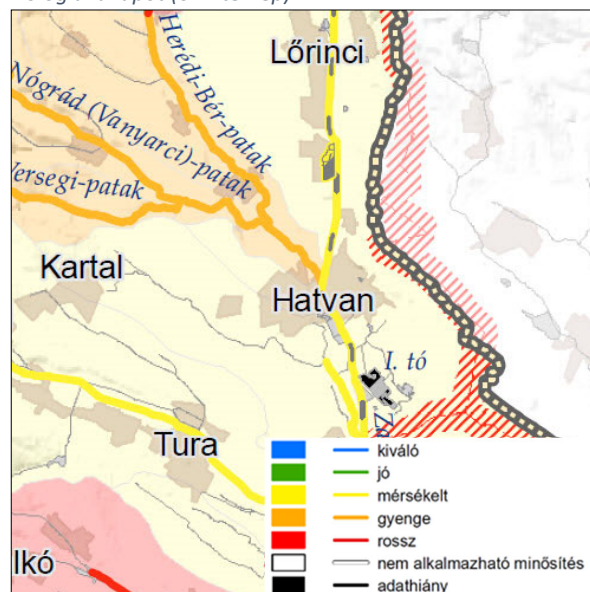 Lőrinci
Herédi-Bér-patak
Nógrád (Vanyarci)-patak
Versegi-patak
Kartal
Hatvan
I. tó
Tura
Ikó
kiváló
jó
mérsékelt
gyenge
rossz
nem alkalmazható minősítés
adathiány